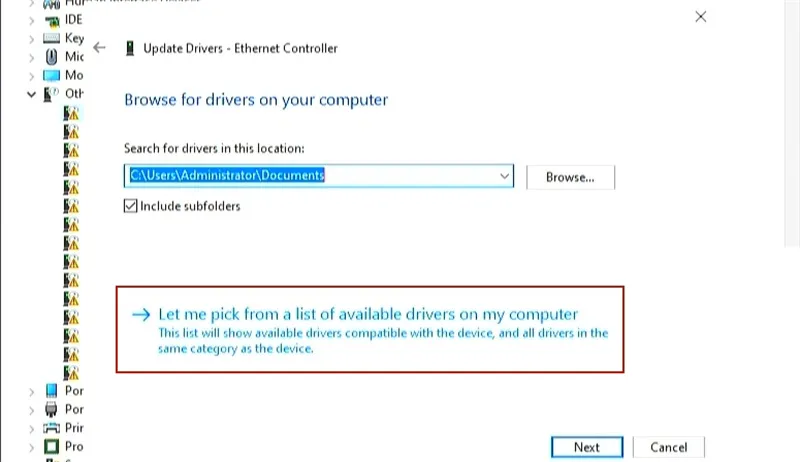 IDE
Key
Update Drivers - Ethernet Controller
Mic
Mo
Oth
Browse for drivers on your computer
Search for drivers in this location:
C:\Users\Administrator\Documents
Browse...
Include subfolders
Let me pick from a list of available drivers on my computer
This list will show available drivers compatible with the device, and all drivers in the
same category as the device.
Por
Por
Prin
Pro
Next
Cancel